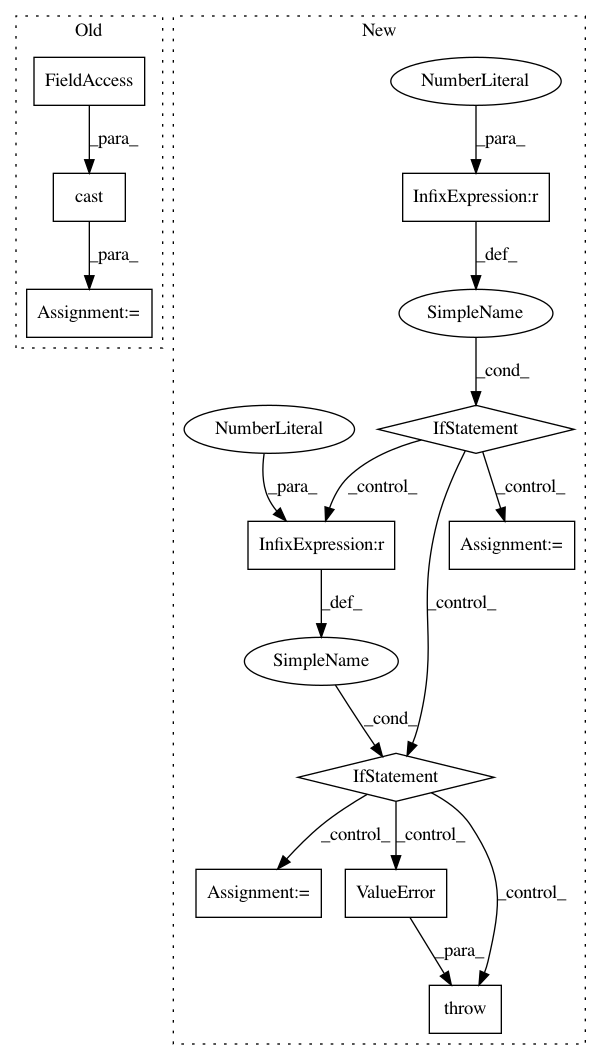 Old
New
FieldAccess
NumberLiteral
_para_
_para_
cast
InfixExpression:r
_para_
_def_
Assignment:=
SimpleName
_cond_
NumberLiteral
IfStatement
_para_
_control_
_control_
InfixExpression:r
Assignment:=
_def_
_control_
SimpleName
_cond_
IfStatement
_control_
_control_
_control_
Assignment:=
ValueError
_para_
throw